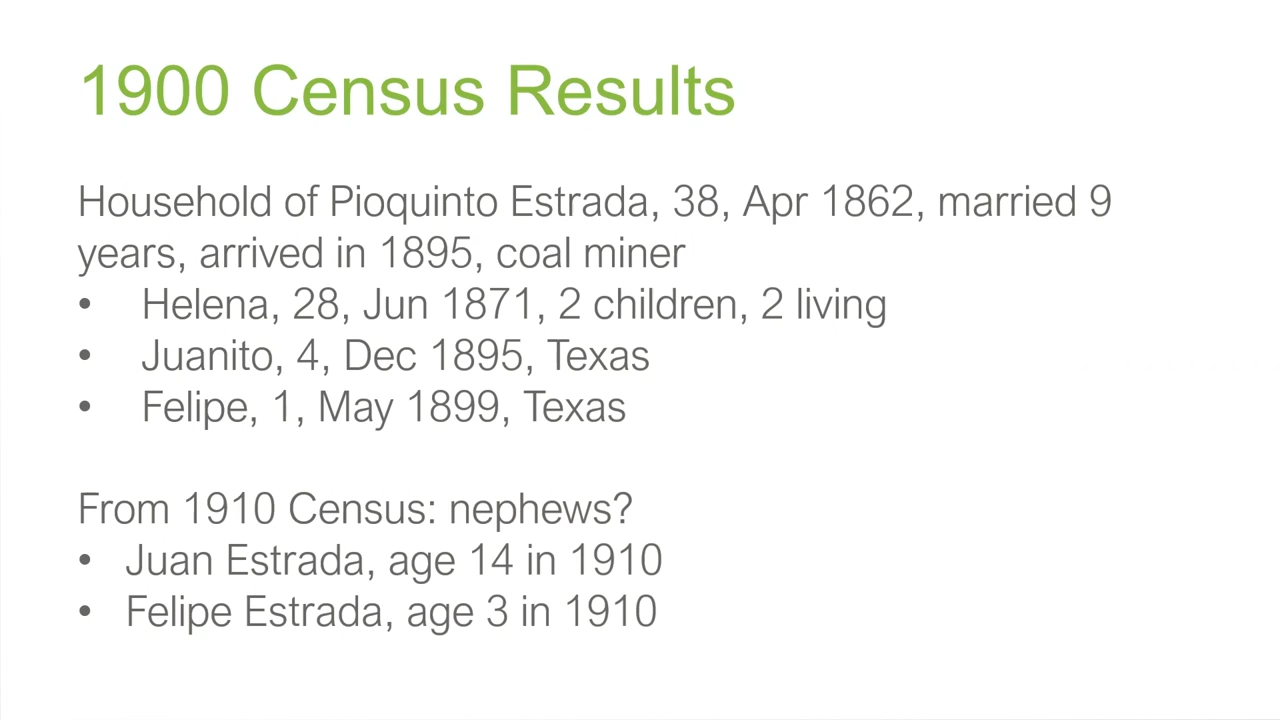 1900 Census Results
Household of Pioquinto Estrada, 38, Apr 1862, married 9
years, arrived in 1895, coal miner
• Helena, 28, Jun 1871, 2 children, 2 living
• Juanito, 4, Dec 1895, Texas
• Felipe, 1, May 1899, Texas
From 1910 Census: nephews?
• Juan Estrada, age 14 in 1910
• Felipe Estrada, age 3 in 1910